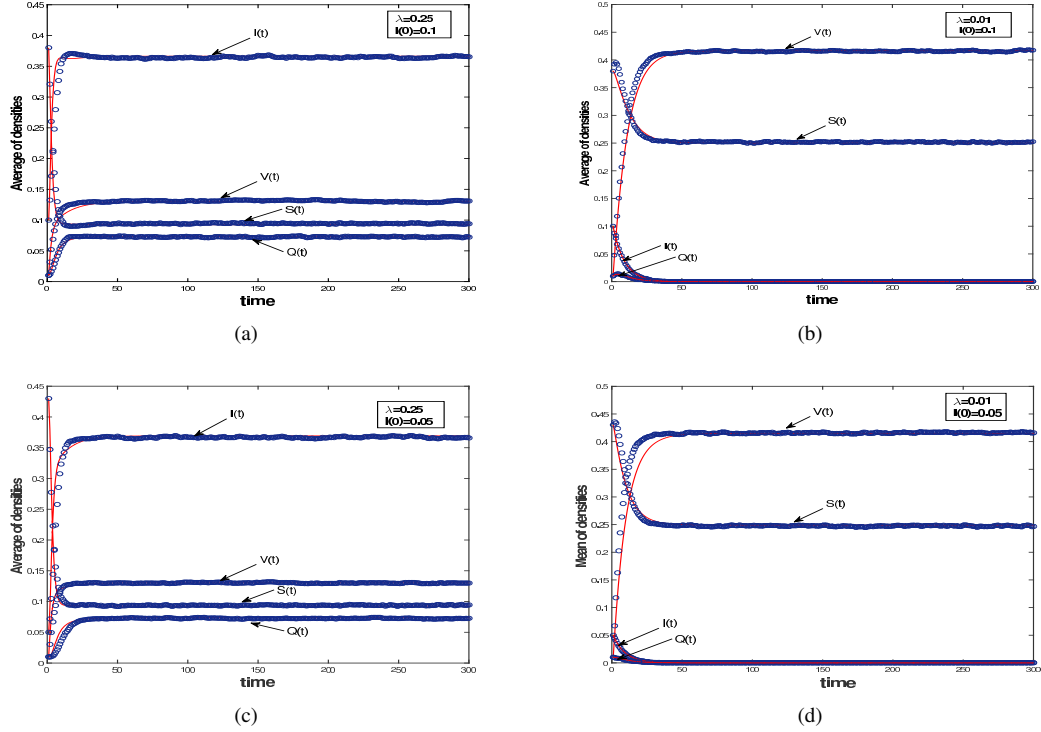 λ=0.25
I(0)=0.1
I(t)
V(t)
S(t)
Q(t)
Average of densities
0.45
0.4
0.35
0.3
0.25
0.2
0.15
0.1
0.05
0
0 50 100 150 200 250 300
time
(a)
λ=0.01
I(0)=0.1
V(t)
S(t)
I(t)
Q(t)
Average of densities
0.5
0.45
0.4
0.35
0.3
0.25
0.2
0.15
0.1
0.05
0
0 50 100 150 200 250 300
time
(b)
λ=0.25
I(0)=0.05
I(t)
V(t)
S(t)
Q(t)
Average of densities
0.45
0.4
0.35
0.3
0.25
0.2
0.15
0.1
0.05
0
0 50 100 150 200 250 300
time
(c)
λ=0.01
I(0)=0.05
V(t)
S(t)
I(t)
Q(t)
Mean of densities
0.5
0.45
0.4
0.35
0.3
0.25
0.2
0.15
0.1
0.05
0
0 50 100 150 200 250 300
time
(d)